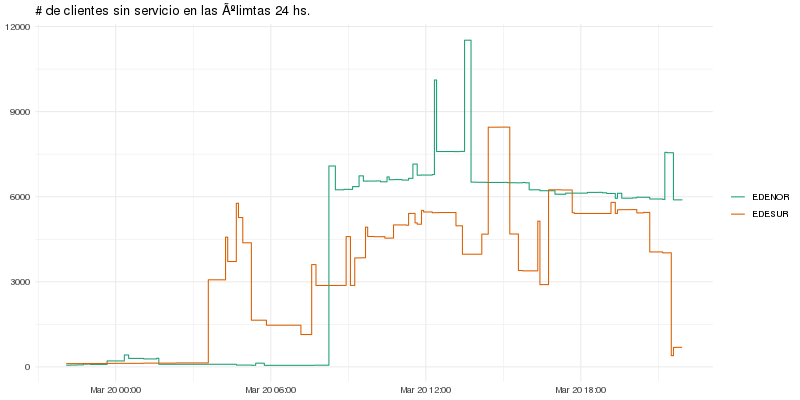 # de clientes sin servicio en las Ãºlimtas 24 hs.
12000
9000
6000
3000
0
Mar 20 00:00
Mar 20 06:00
Mar 20 12:00
Mar 20 18:00
EDENOR
EDESUR